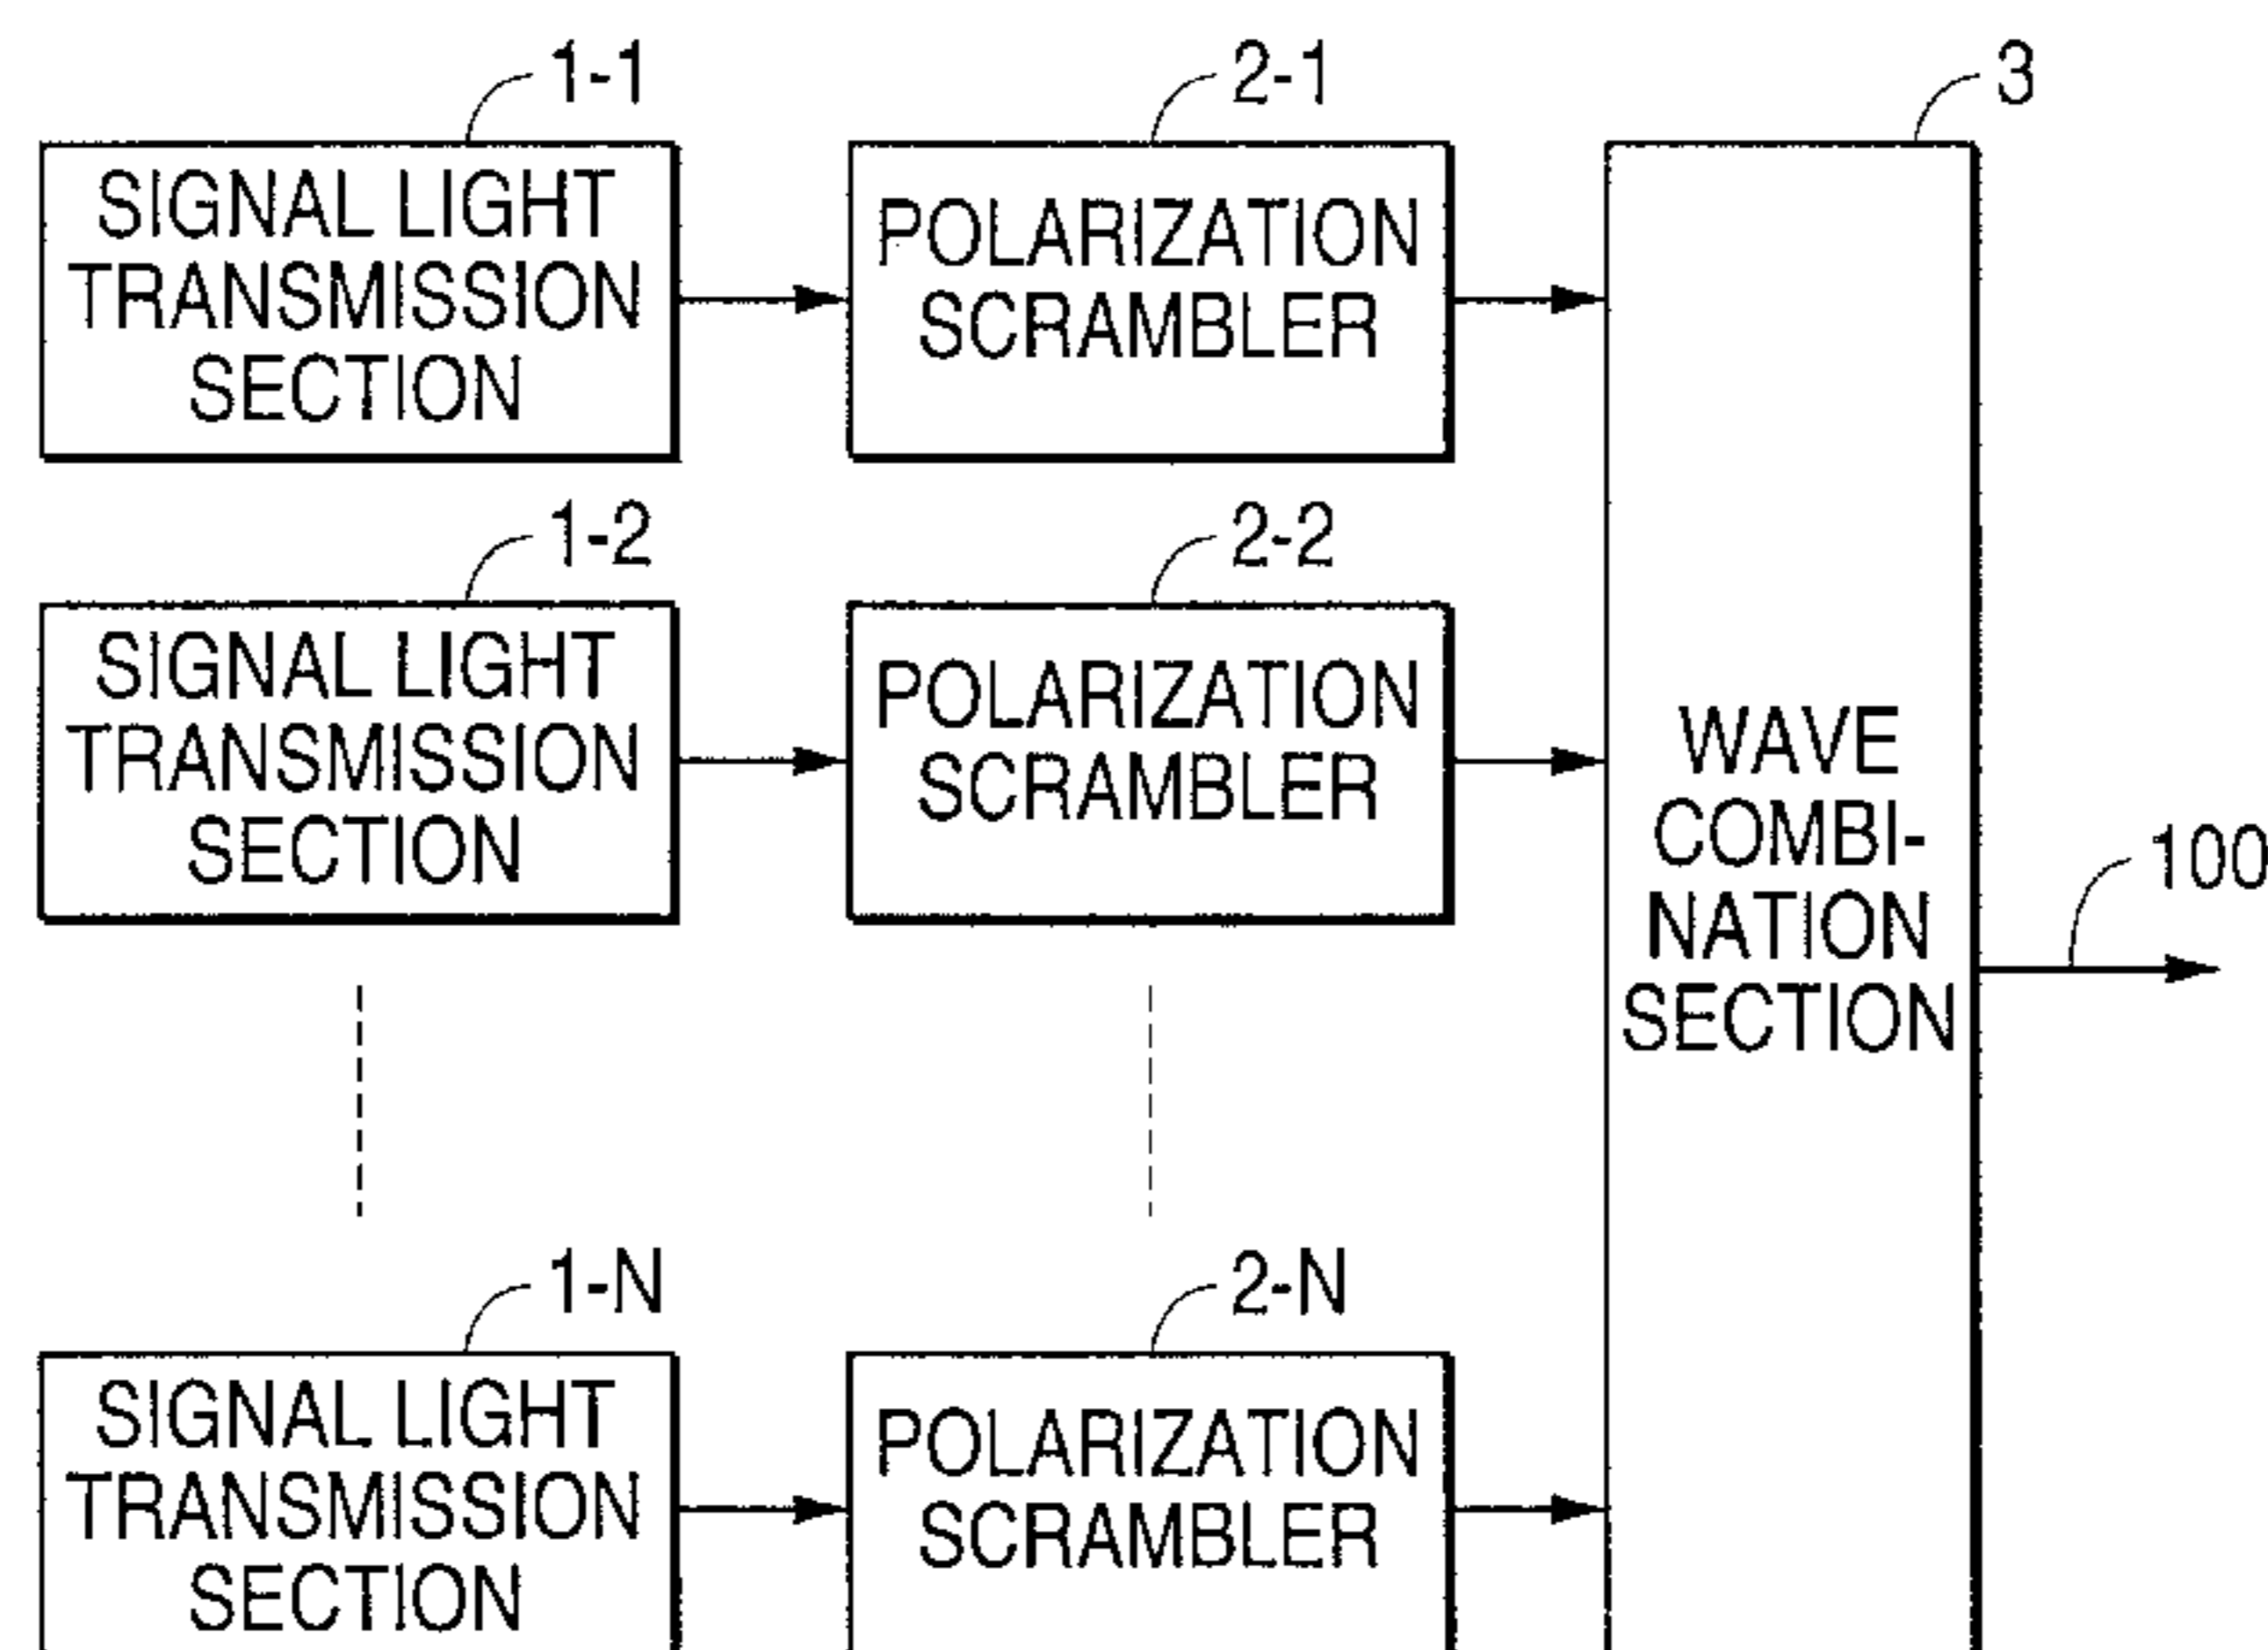 1-1
2-1
3
SIGNAL LIGHT
TRANSMISSION
SECTION
POLARIZATION
SCRAMBLER
1-2
2-2
SIGNAL LIGHT
TRANSMISSION
SECTION
POLARIZATION
SCRAMBLER
WAVE
COMBI-
NATION
SECTION
100
1-N
2-N
SIGNAL LIGHT
TRANSMISSION
SECTION
POLARIZATION
SCRAMBLER